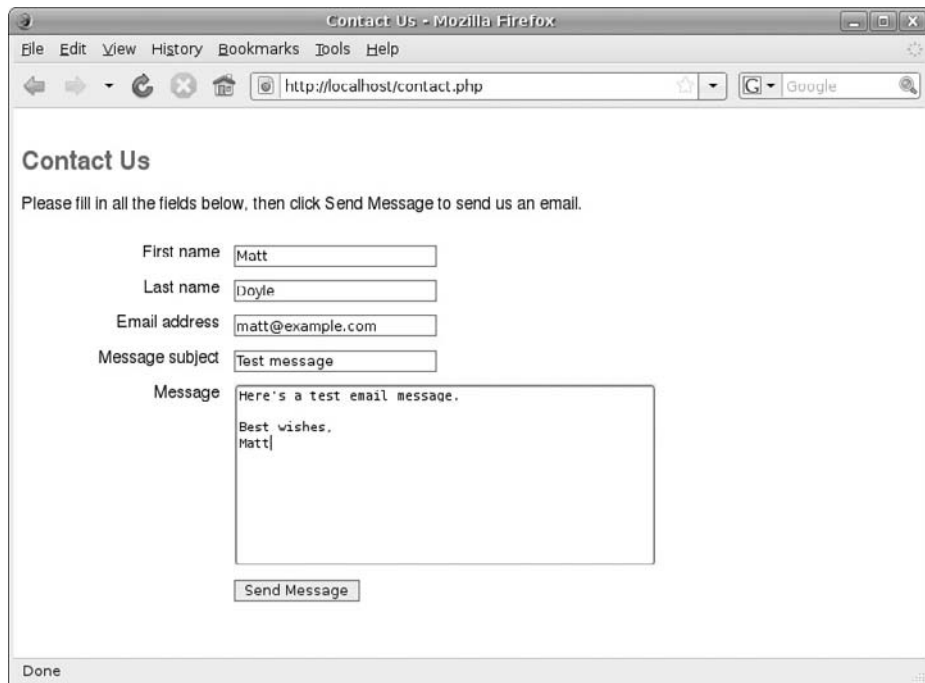 Contact Us - Mozilla Firefox
File Edit View History Bookmarks Tools Help
http://localhost/contact.php
G Google
Contact Us
Please fill in all the fields below, then click Send Message to send us an email.
First name Matt
Last name Doyle
Email address matt@example.com
Message subject Test message
Message Here's a test email message.
Best wishes,
Matt
Send Message
Done